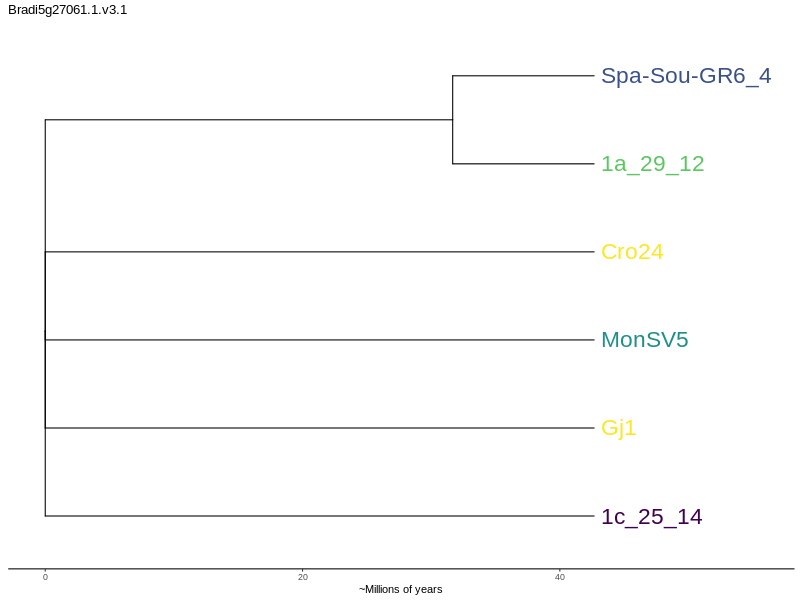 Bradi5g27061.1.v3.1
Spa-Sou-GR6_4
1a_29_12
Cro24
MonSV5
Gj1
1c_25_14
0 20 40
~Millions of years